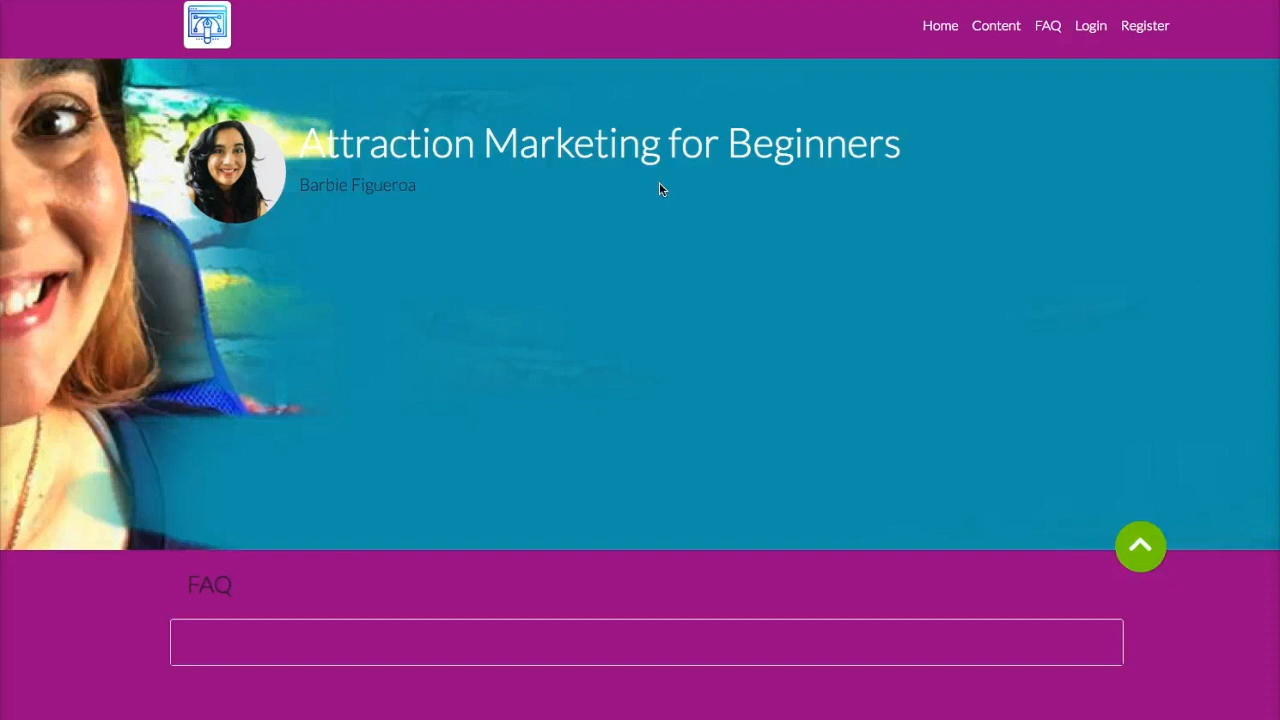 Home Content FAQ Login Register
Attraction Marketing for Beginners
Barbie Figueroa
FAQ